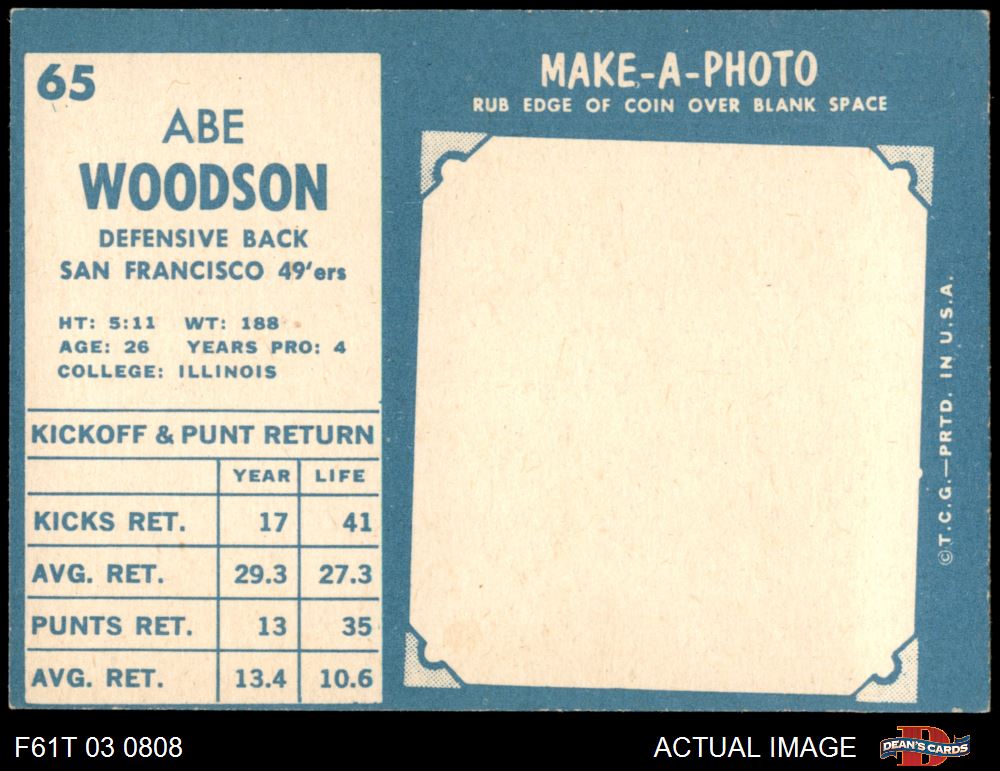 65
ABE
WOODSON
DEFENSIVE BACK
SAN FRANCISCO 49'ers
HT: 5:11 WT: 188
AGE: 26 YEARS PRO: 4
COLLEGE: ILLINOIS
KICKOFF & PUNT RETURN
YEAR LIFE
KICKS RET. 17 41
AVG. RET. 29.3 27.3
PUNTS RET. 13 35
AVG. RET. 13.4 10.6
MAKE-A-PHOTO
RUB EDGE OF COIN OVER BLANK SPACE
©T.C.G.—PRTD. IN U.S.A.
F61T 03 0808
ACTUAL IMAGE
D
DEAN'S CARDS